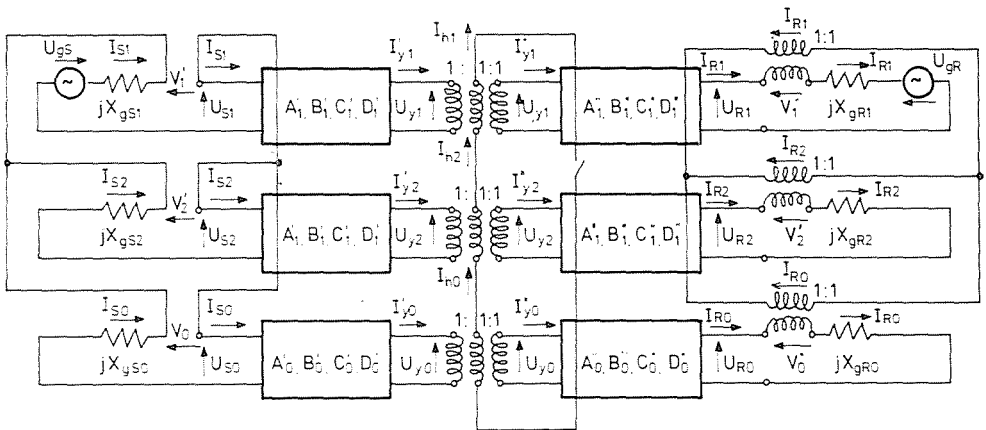 U_gS I_S1 V'_1 I_S1 I'_y1 I_h1 I''_y1 I_R1 I_R1 1:1 I_R1 U_gR
jX_gS1 U_S1 A'_1, B'_1, C'_1, D'_1 U_y1 1: 1:1 U_y1 A''_1, B''_1, C''_1, D''_1 U_R1 V''_1 jX_gR1
I_S2 V'_2 I_S2 I'_y2 I_h2 I''_y2 I_R2 I_R2 1:1 I_R2
jX_gS2 U_S2 A'_1, B'_1, C'_1, D'_1 U_y2 1: 1:1 U_y2 A''_1, B''_1, C''_1, D''_1 U_R2 V''_2 jX_gR2
I_S0 V_0 I_S0 I'_y0 I_h0 I''_y0 I_R0 I_R0 1:1 I_R0
jX_gS0 U_S0 A'_0, B'_0, C'_0, D'_0 U_y0 1: 1:1 U_y0 A''_0, B''_0, C''_0, D''_0 U_R0 V''_0 jX_gR0